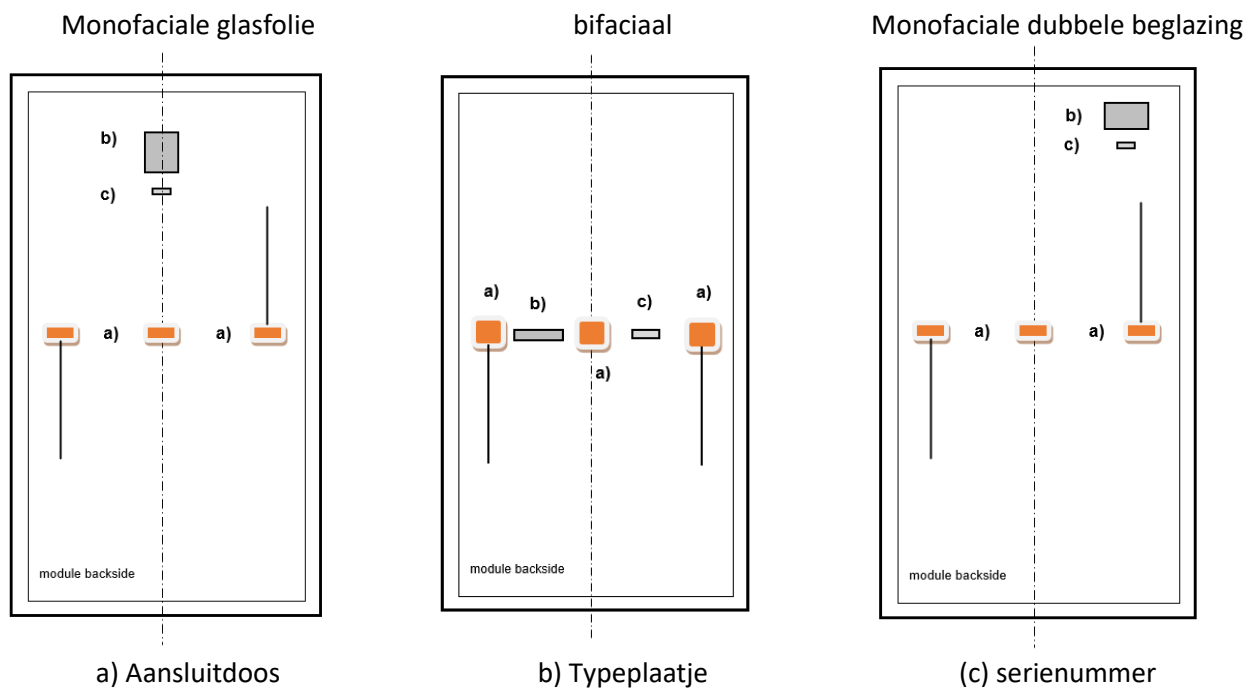 Monofaciale glasfolie
bifaciaal
Monofaciale dubbele beglazing
b)
c)
a)
a)
module backside
a)
b)
c)
a)
a)
module backside
b)
c)
a)
a)
module backside
a) Aansluitdoos
b) Typeplaatje
(c) serienummer